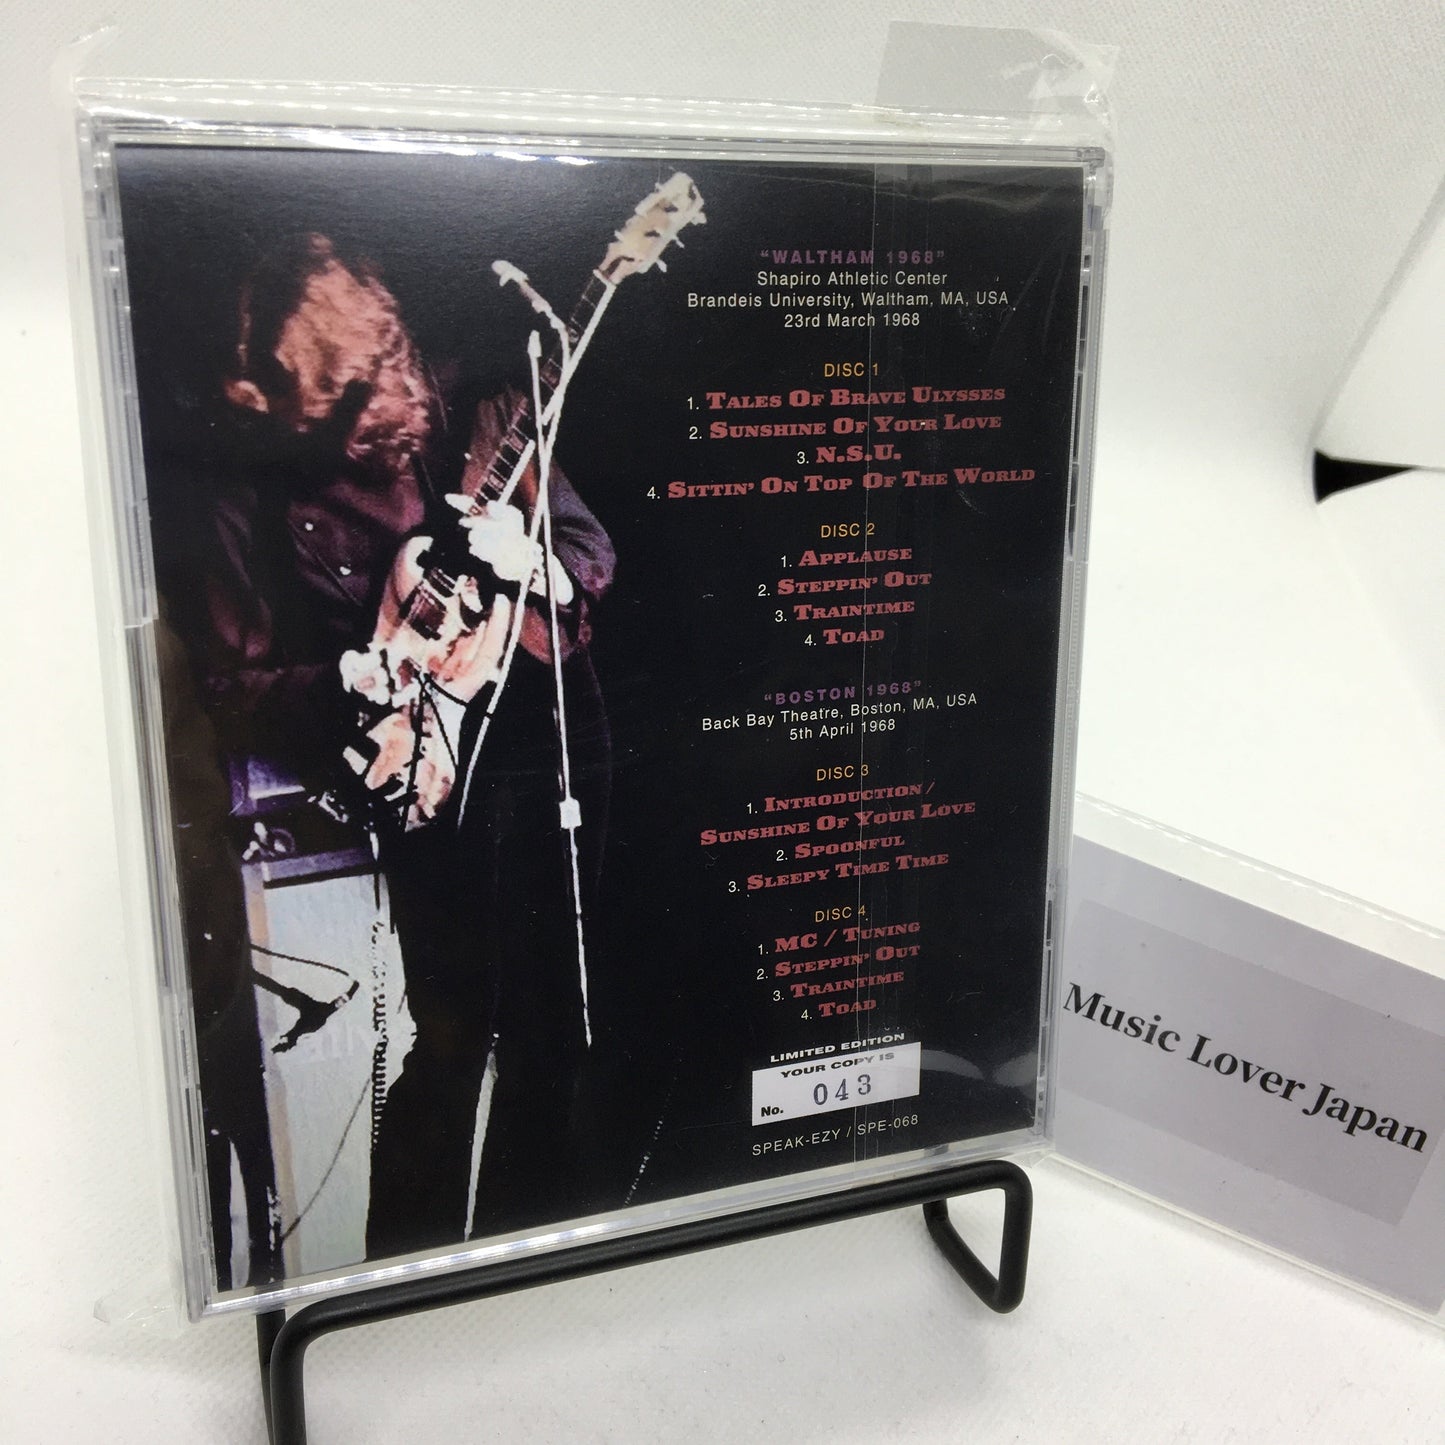 "WALTHAM 1968"
Shapiro Athletic Center
Brandeis University, Waltham, MA, USA
23rd March 1968
DISC 1
1. TALES OF BRAVE ULYSSES
2. SUNSHINE OF YOUR LOVE
3. N.S.U.
4. SITTIN' ON TOP OF THE WORLD
DISC 2
1. APPLAUSE
2. STEPPIN' OUT
3. TRAINTIME
4. TOAD
"BOSTON 1968"
Back Bay Theatre, Boston, MA, USA
5th April 1968
DISC 3
1. INTRODUCTION /
SUNSHINE OF YOUR LOVE
2. SPOONFUL
3. SLEEPY TIME TIME
DISC 4
1. MC / TUNING
2. STEPPIN' OUT
3. TRAINTIME
4. TOAD
LIMITED EDITION
YOUR COPY IS
No. 043
SPEAK-EZY / SPE-068
Music Lover Japan